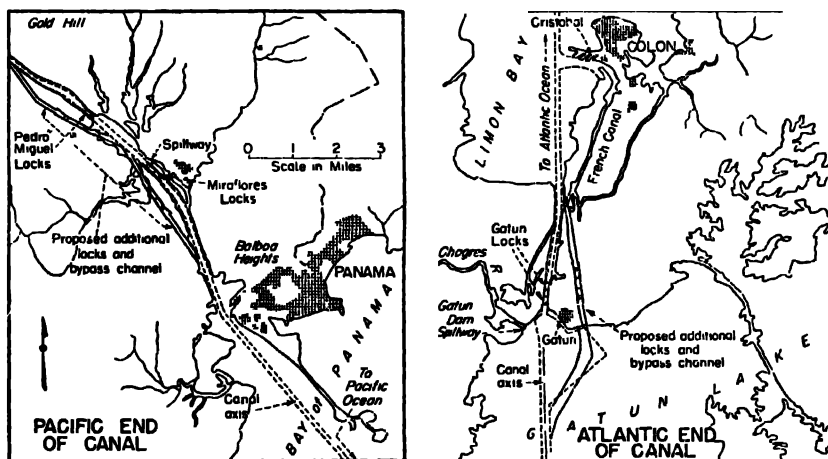 Gold Hill
Pedro
Miguel
Locks
Spillway
0 1 2 3
Scale in Miles
Miraflores
Locks
Proposed additional
locks and
bypass channel
Balboa
Heights
PANAMA
BAY of PANAMA
To
Pacific
Ocean
Canal
axis
PACIFIC END
OF CANAL
Cristobal
COLON
LIMON BAY
To Atlantic Ocean
French Canal
Gatun
Locks
Chagres R
Gatun
Dam
Spillway
Gatun
Proposed additional
locks and
bypass channel
Canal
axis
GATUN LAKE
ATLANTIC END
OF CANAL